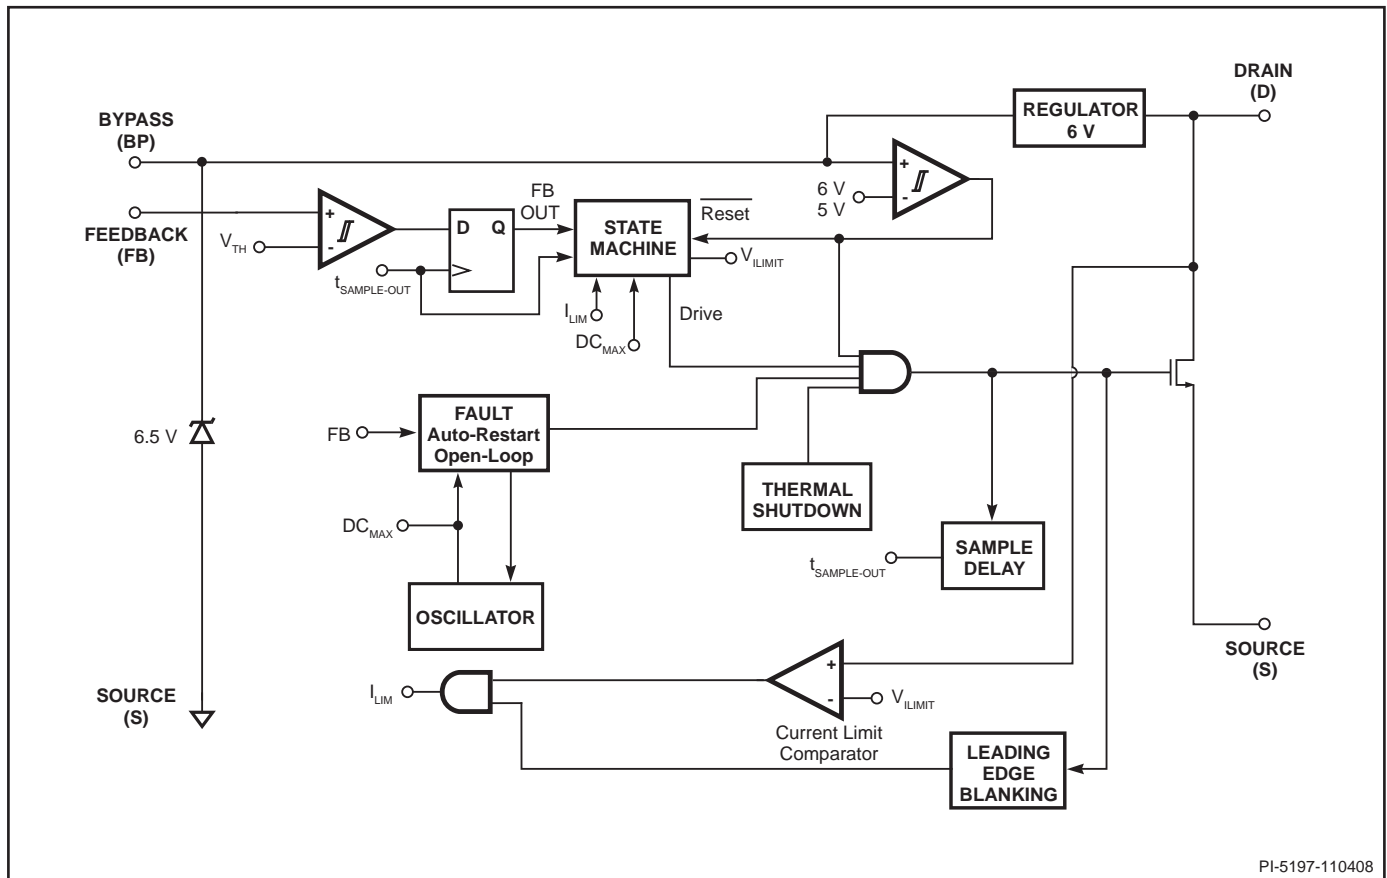 DRAIN
(D)
REGULATOR
6 V
BYPASS
(BP)
+
6 V
5 V
-
FB
OUT
Reset
FEEDBACK
(FB)
+
-
V_TH
D Q
STATE
MACHINE
V_ILIMIT
t_SAMPLE-OUT
I_LIM
DC_MAX
Drive
6.5 V
FB
FAULT
Auto-Restart
Open-Loop
THERMAL
SHUTDOWN
DC_MAX
t_SAMPLE-OUT
SAMPLE
DELAY
OSCILLATOR
SOURCE
(S)
SOURCE
(S)
I_LIM
+
-
V_ILIMIT
Current Limit
Comparator
LEADING
EDGE
BLANKING
PI-5197-110408